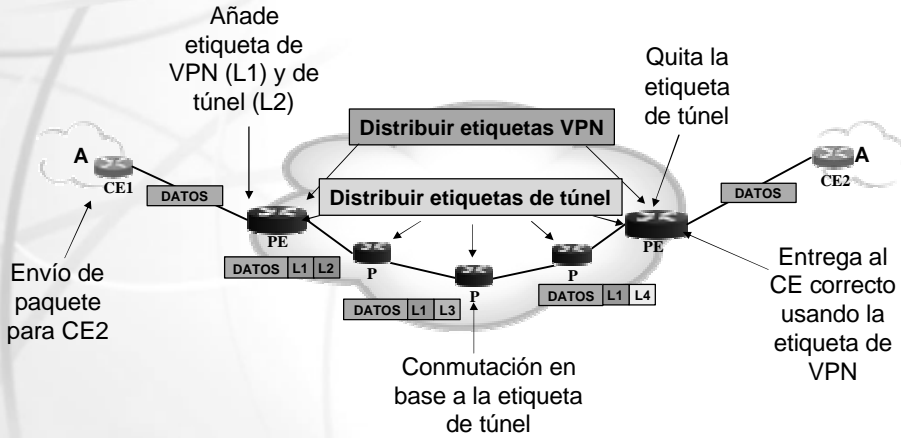 Añade
etiqueta de
VPN (L1) y de
túnel (L2)
Quita la
etiqueta
de túnel
Distribuir etiquetas VPN
A
CE1
DATOS
Distribuir etiquetas de túnel
PE
P
P
P
PE
DATOS
A
CE2
DATOS L1 L2
DATOS L1 L3
DATOS L1 L4
Envío de
paquete
para CE2
Conmutación en
base a la etiqueta
de túnel
Entrega al
CE correcto
usando la
etiqueta de
VPN